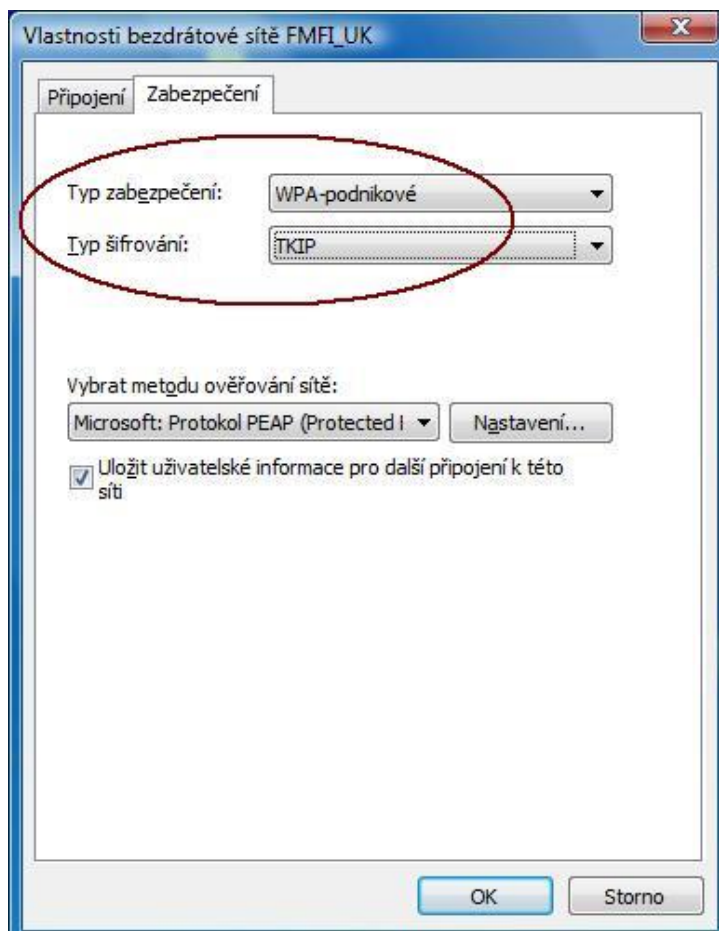 Vlastnosti bezdrátové sítě FMFI_UK
Připojení Zabezpečení
Typ zabezpečení: WPA-podnikové
Typ šifrování: TKIP
Vybrat metodu ověřování sítě:
Microsoft: Protokol PEAP (Protected Nastavení...
Uložit uživatelské informace pro další připojení k této
síti
OK Storno